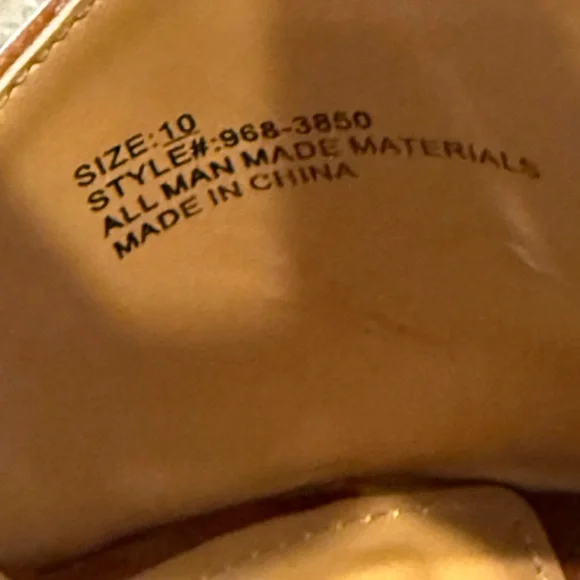 SIZE:10
STYLE#:968-3850
ALL MAN MADE MATERIALS
MADE IN CHINA